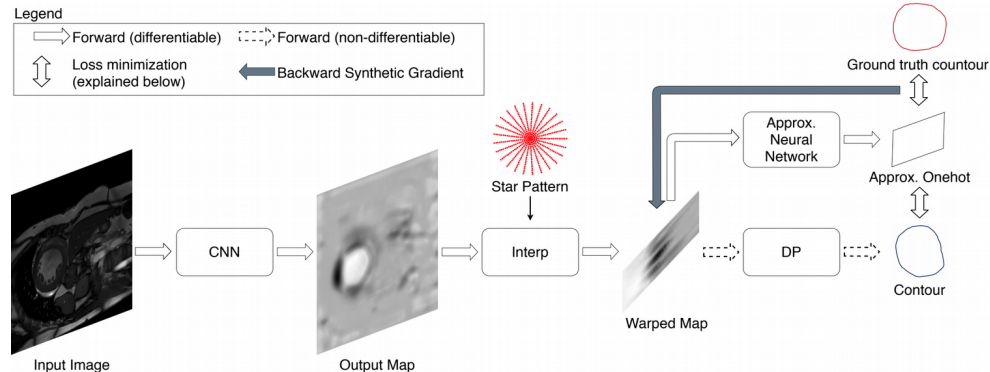 Legend
Forward (differentiable)
Forward (non-differentiable)
Loss minimization
(explained below)
Backward Synthetic Gradient
Ground truth countour
Star Pattern
Approx.
Neural
Network
Approx. Onehot
CNN
Interp
DP
Contour
Warped Map
Input Image
Output Map